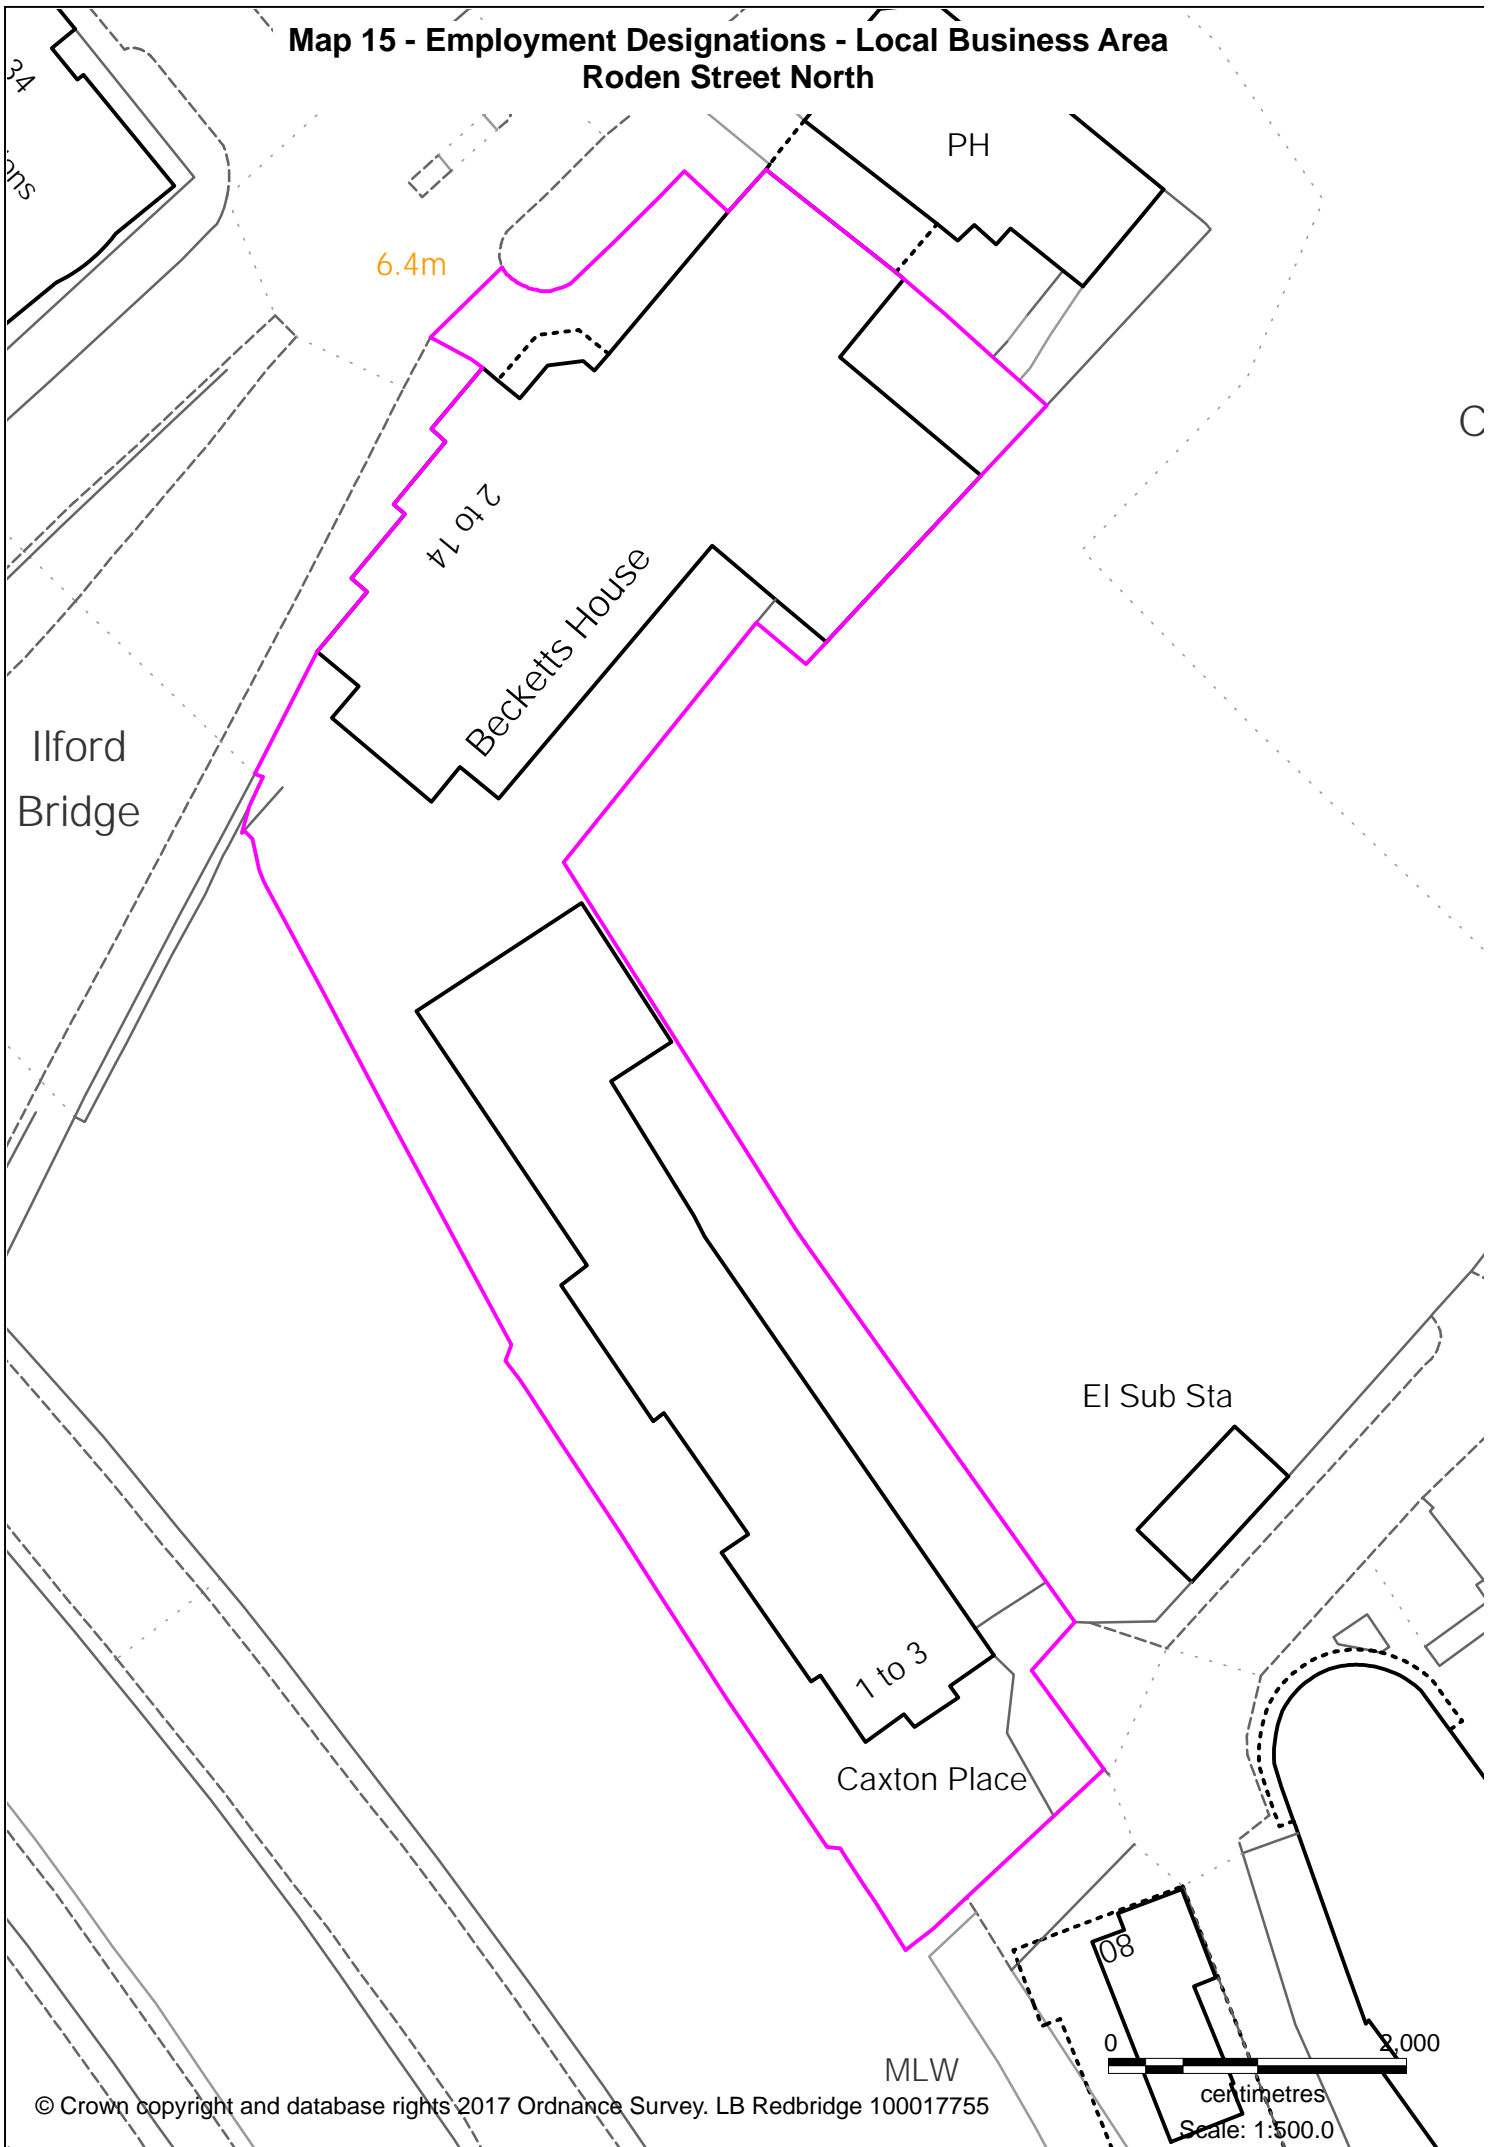 Map 15 - Employment Designations - Local Business Area
Roden Street North
34
PH
6.4m
2 to 14
Becketts House
Ilford
Bridge
El Sub Sta
1 to 3
Caxton Place
80
MLW
0 2,000
centimetres
Scale: 1:500.0
© Crown copyright and database rights 2017 Ordnance Survey. LB Redbridge 100017755